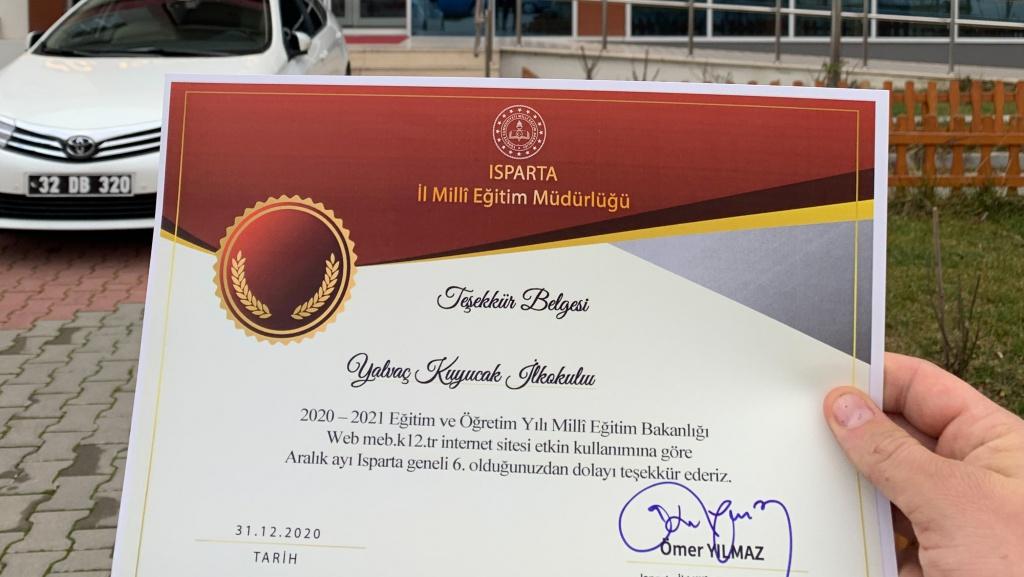 32 DB 320
ISPARTA
İl Millî Eğitim Müdürlüğü
Teşekkür Belgesi
Yalvaç Kuyucak İlkokulu
2020 – 2021 Eğitim ve Öğretim Yılı Millî Eğitim Bakanlığı
Web meb.k12.tr internet sitesi etkin kullanımına göre
Aralık ayı Isparta geneli 6. olduğunuzdan dolayı teşekkür ederiz.
31.12.2020
TARİH
Ömer YILMAZ